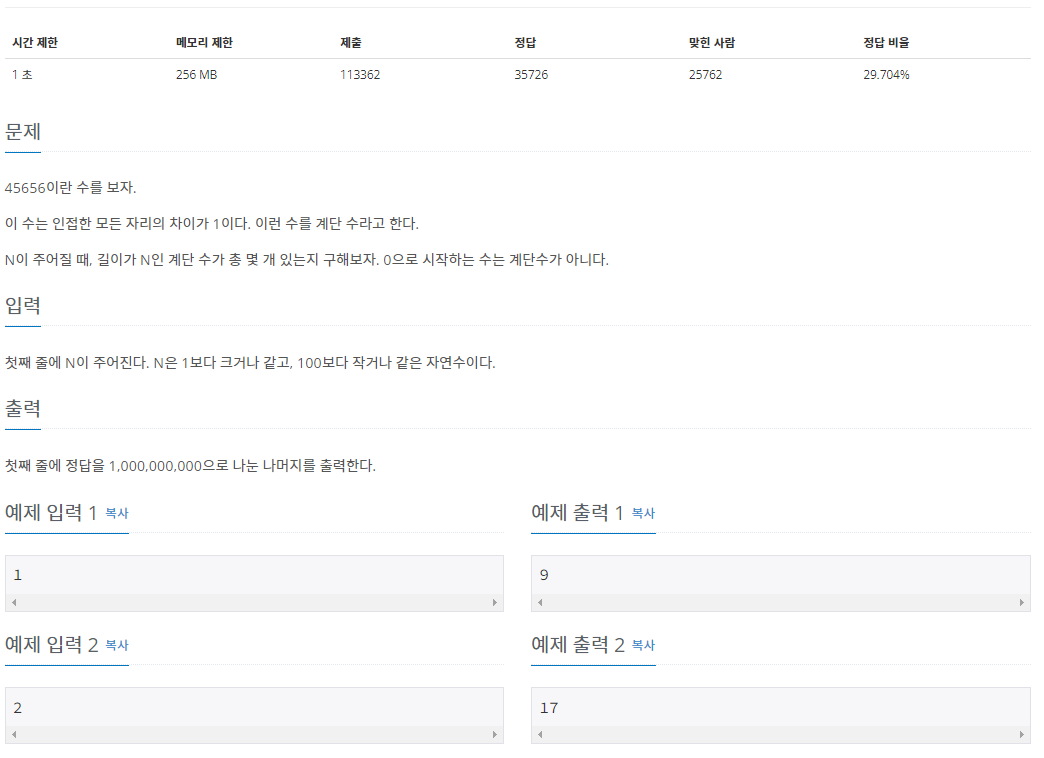 시간 제한 메모리 제한 제출 정답 맞힌 사람 정답 비율
1 초 256 MB 113362 35726 25762 29.704%
문제
45656이란 수를 보자.
이 수는 인접한 모든 자리의 차이가 1이다. 이런 수를 계단 수라고 한다.
N이 주어질 때, 길이가 N인 계단 수가 총 몇 개 있는지 구해보자. 0으로 시작하는 수는 계단수가 아니다.
입력
첫째 줄에 N이 주어진다. N은 1보다 크거나 같고, 100보다 작거나 같은 자연수이다.
출력
첫째 줄에 정답을 1,000,000,000으로 나눈 나머지를 출력한다.
예제 입력 1 복사 예제 출력 1 복사
1 9
예제 입력 2 복사 예제 출력 2 복사
2 17